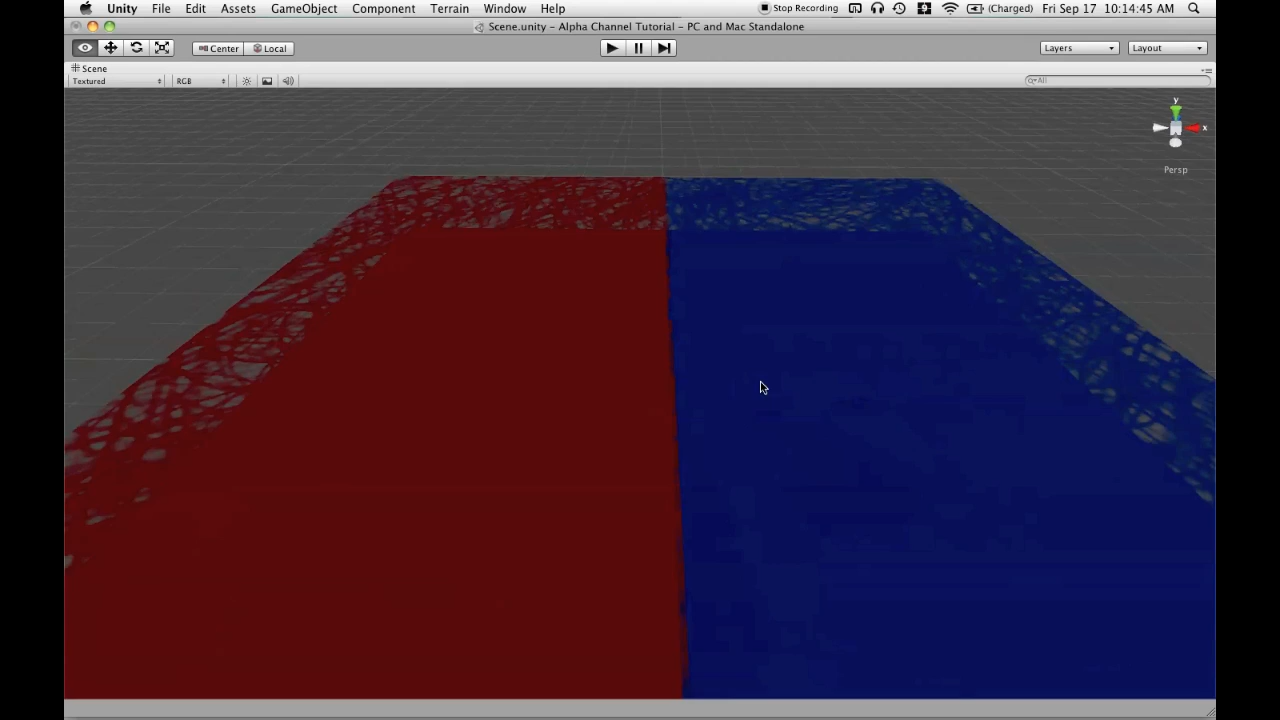 Unity File Edit Assets GameObject Component Terrain Window Help Stop Recording (Charged) Fri Sep 17 10:14:45 AM
Scene.unity – Alpha Channel Tutorial – PC and Mac Standalone
Center Local Layers Layout
Scene
Textured RGB All
y
x
Persp